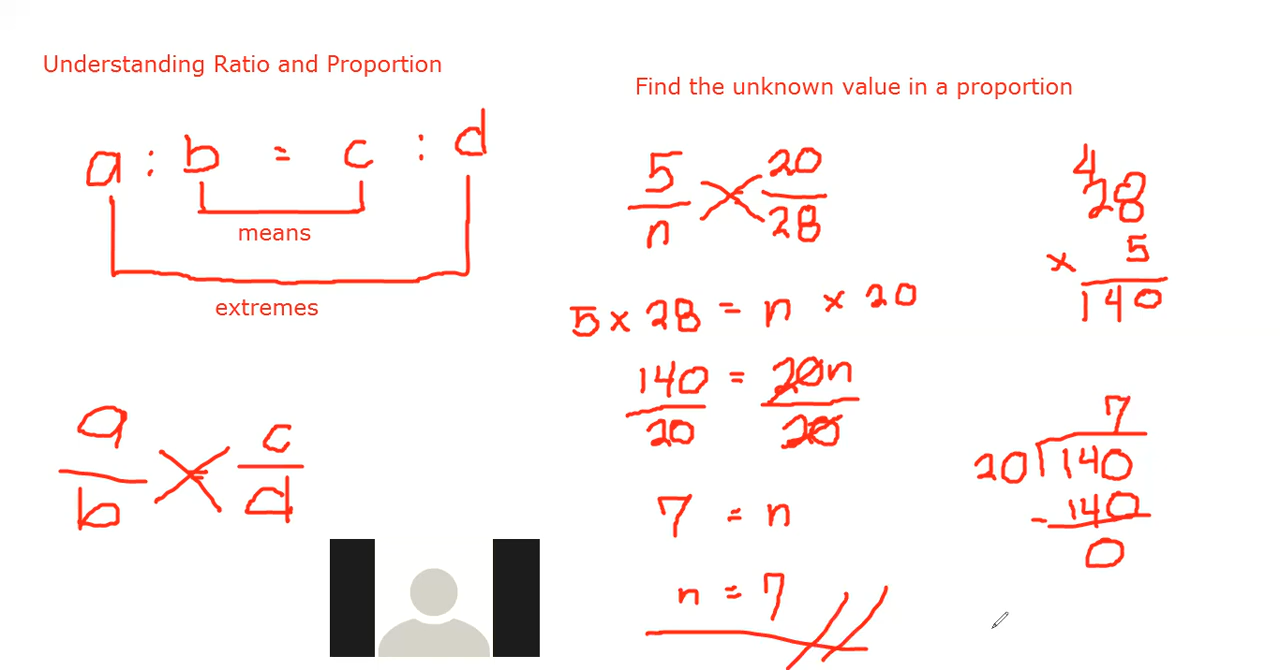 Understanding Ratio and Proportion
a : b = c : d
means
extremes
a c
b d
Find the unknown value in a proportion
5 20
n 28
5 × 28 = n × 20
140 = 20n
20 20
7 = n
n = 7
4
28
× 5
140
7
20 140
- 140
0